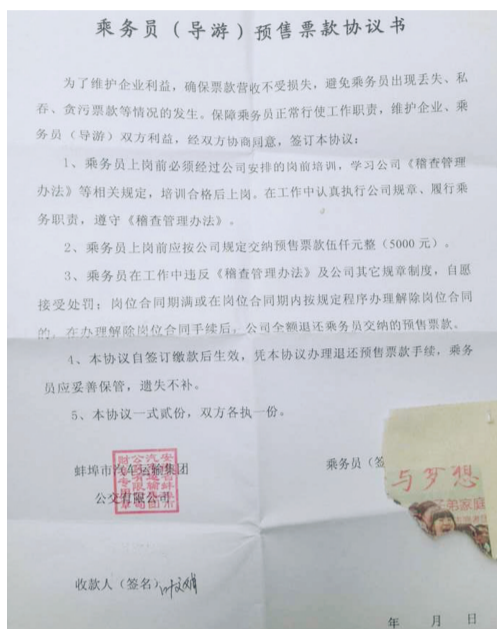 乘务员（导游）预售票款协议书
为了维护企业利益，确保票款营收不受损失，避免乘务员出现丢失、私
吞、贪污票款等情况的发生。保障乘务员正常行使工作职责，维护企业、乘
务员（导游）双方利益，经双方协商同意，签订本协议：
1、乘务员上岗前必须经过公司安排的岗前培训，学习公司《稽查管理
办法》等相关规定，培训合格后上岗。在工作中认真执行公司规章、履行乘
务职责，遵守《稽查管理办法》。
2、乘务员上岗前应按公司规定交纳预售票款伍仟元整（5000 元）。
3、乘务员在工作中违反《稽查管理办法》及公司其它规章制度，自愿
接受处罚；岗位合同期满或在岗位合同期内按规定程序办理解除岗位合同
的，在办理解除岗位合同手续后，公司全额退还乘务员交纳的预售票款。
4、本协议自签订缴款后生效，凭本协议办理退还预售票款手续，乘务
员应妥善保管，遗失不补。
5、本协议一式贰份，双方各执一份。
蚌埠市汽车运输集团
公交有限公司
乘务员（签
与梦想
子弟家庭
收款人（签名）
年 月 日